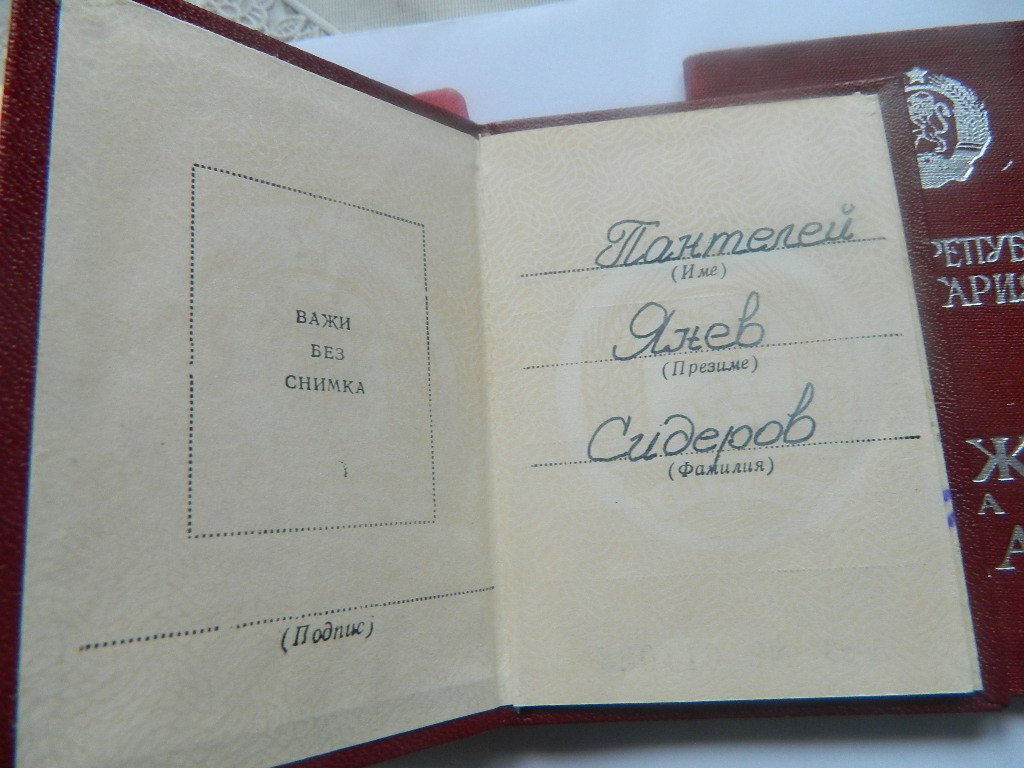 ВАЖИ
БЕЗ
СНИМКА
(Подпис)
Пантелей
(Име)
Янев
(Презиме)
Сидеров
(Фамилия)
РЕПУБ
АРИЯ
Ж
А
А